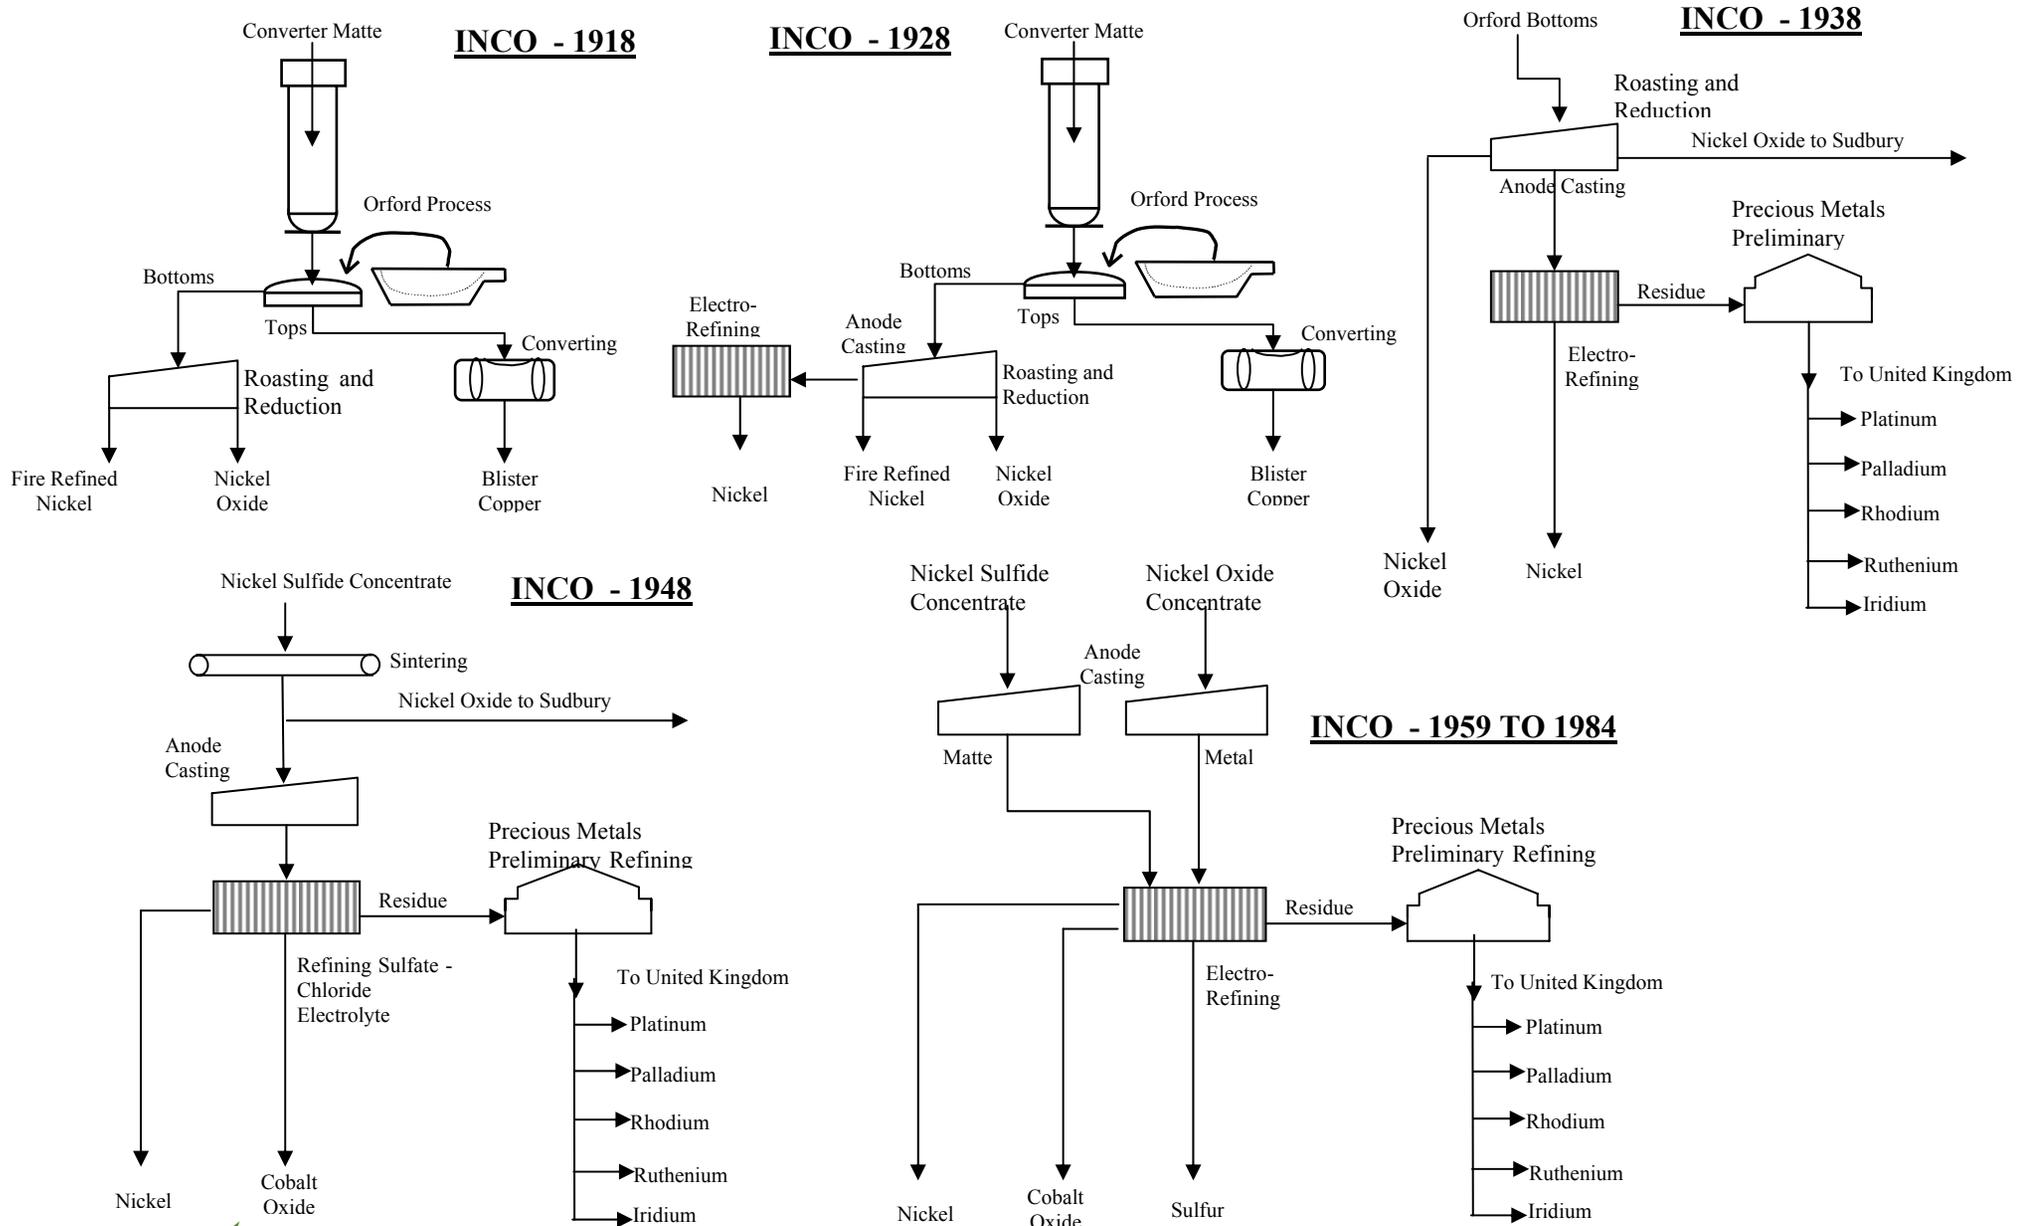 INCO - 1918
Converter Matte
Orford Process
Bottoms
Tops
Converting
Roasting and
Reduction
Fire Refined
Nickel
Nickel
Oxide
Blister
Copper
INCO - 1928
Converter Matte
Orford Process
Bottoms
Tops
Electro-
Refining
Anode
Casting
Converting
Roasting and
Reduction
Nickel
Fire Refined
Nickel
Nickel
Oxide
Blister
Copper
INCO - 1938
Orford Bottoms
Roasting and
Reduction
Nickel Oxide to Sudbury
Anode Casting
Precious Metals
Preliminary
Residue
Electro-
Refining
To United Kingdom
Platinum
Palladium
Rhodium
Ruthenium
Iridium
Nickel
Oxide
Nickel
INCO - 1948
Nickel Sulfide Concentrate
Sintering
Nickel Oxide to Sudbury
Anode
Casting
Precious Metals
Preliminary Refining
Residue
Refining Sulfate -
Chloride
Electrolyte
To United Kingdom
Platinum
Palladium
Rhodium
Ruthenium
Iridium
Nickel
Cobalt
Oxide
INCO - 1959 TO 1984
Nickel Sulfide
Concentrate
Nickel Oxide
Concentrate
Anode
Casting
Matte
Metal
Precious Metals
Preliminary Refining
Residue
Electro-
Refining
To United Kingdom
Platinum
Palladium
Rhodium
Ruthenium
Iridium
Nickel
Cobalt
Oxide
Sulfur